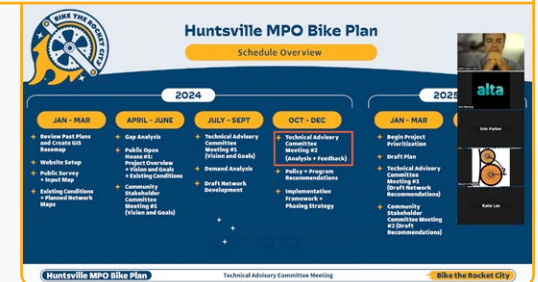 BIKE THE ROCKET CITY
Huntsville MPO Bike Plan
Schedule Overview
2024
2025
JAN - MAR
Review Past Plans
and Create GIS
Basemap
Website Setup
Public Survey
+ Input Map
Existing Conditions
+ Planned Network
Maps
APRIL - JUNE
Gap Analysis
Public Open
House #1:
Project Overview
+ Vision and Goals
+ Existing Conditions
Community
Stakeholder
Committee
Meeting #1
(Vision and Goals)
JULY - SEPT
Technical Advisory
Committee
Meeting #1
(Vision and Goals)
Demand Analysis
Draft Network
Development
OCT - DEC
Technical Advisory
Committee
Meeting #2
(Analysis + Feedback)
Policy + Program
Recommendations
Implementation
Framework +
Phasing Strategy
JAN - MAR
Begin Project
Prioritization
Draft Plan
Technical Advisory
Committee
Meeting #3
(Draft Network
Recommendations)
Community
Stakeholder
Committee Meeting
#2 (Draft
Recommendations)
alta
Erin Parker
Katie Lee
Huntsville MPO Bike Plan
Technical Advisory Committee Meeting
Bike the Rocket City